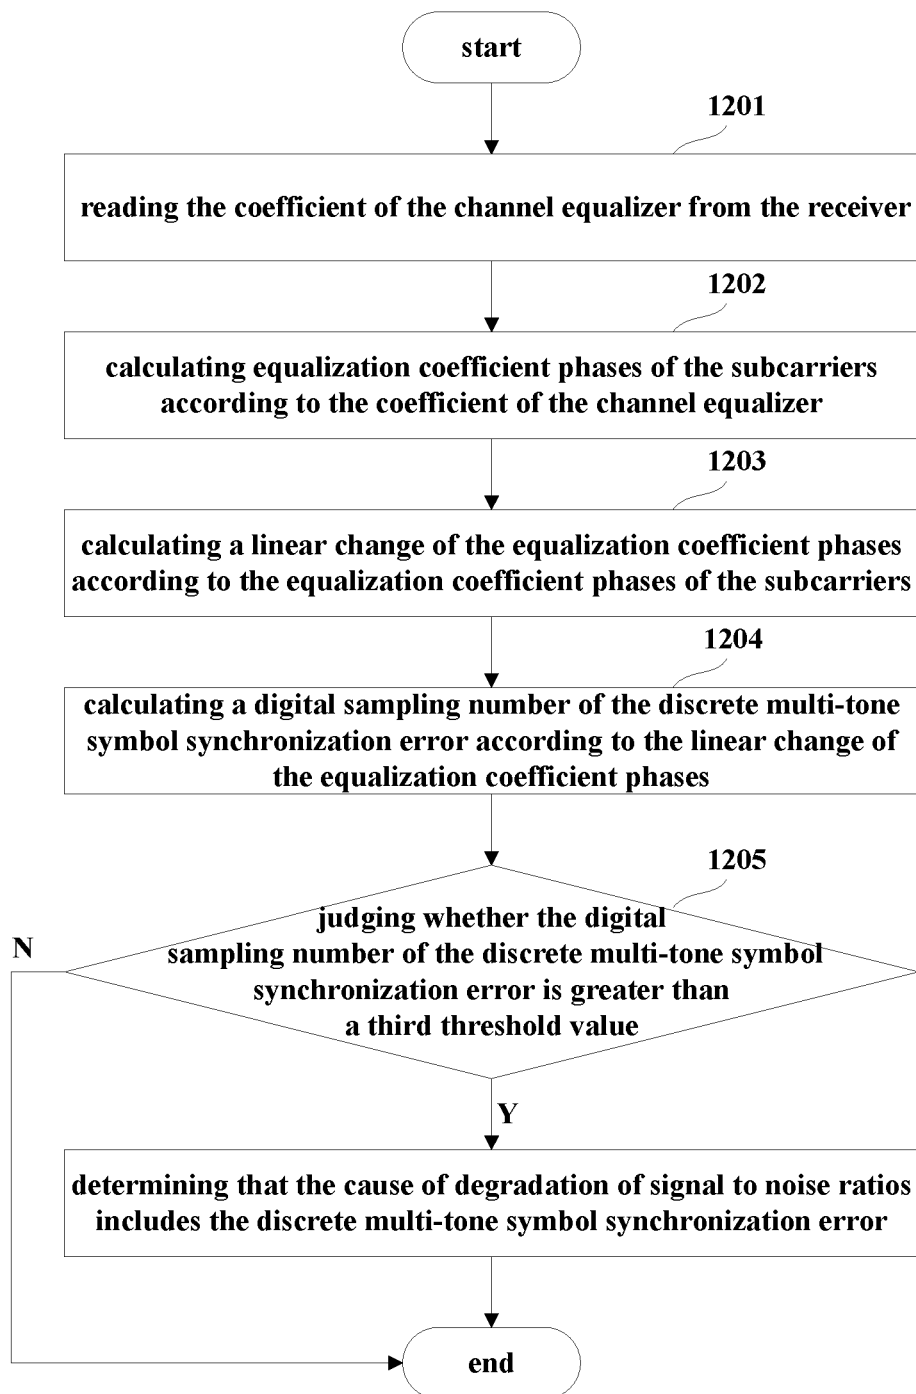 start
1201
reading the coefficient of the channel equalizer from the receiver
1202
calculating equalization coefficient phases of the subcarriers
according to the coefficient of the channel equalizer
1203
calculating a linear change of the equalization coefficient phases
according to the equalization coefficient phases of the subcarriers
1204
calculating a digital sampling number of the discrete multi-tone
symbol synchronization error according to the linear change of
the equalization coefficient phases
1205
judging whether the digital
sampling number of the discrete multi-tone symbol
synchronization error is greater than
a third threshold value
N
Y
determining that the cause of degradation of signal to noise ratios
includes the discrete multi-tone symbol synchronization error
end